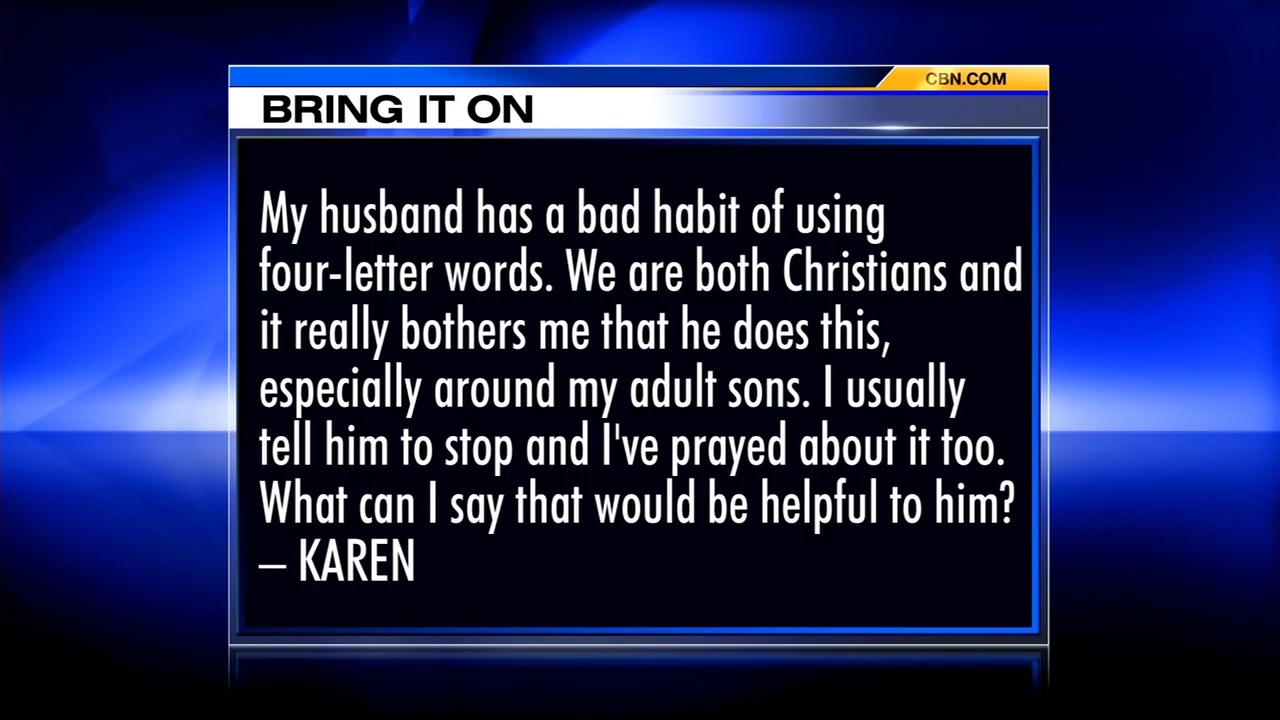 CBN.COM
BRING IT ON
My husband has a bad habit of using
four-letter words. We are both Christians and
it really bothers me that he does this,
especially around my adult sons. I usually
tell him to stop and I've prayed about it too.
What can I say that would be helpful to him?
– KAREN